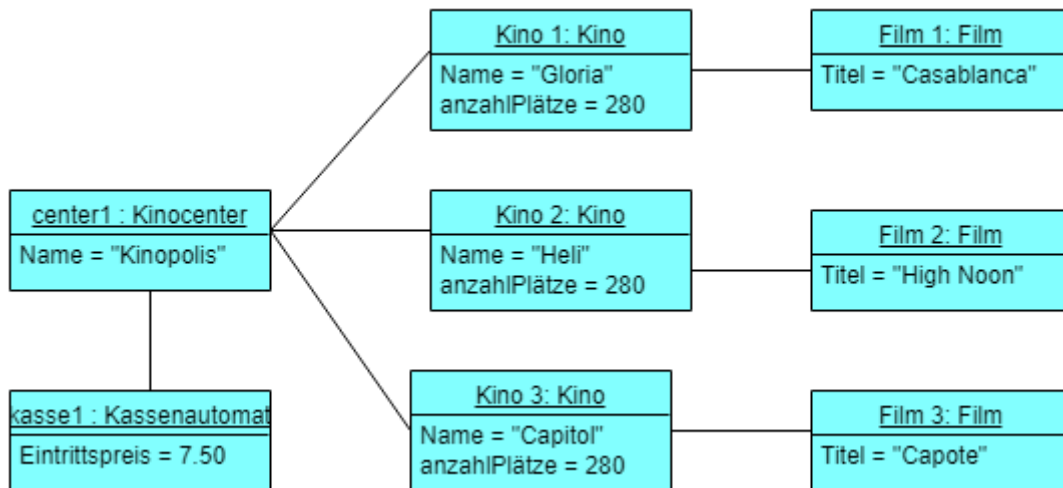 Kino 1: Kino
Name = "Gloria"
anzahlPlätze = 280
Film 1: Film
Titel = "Casablanca"
center1 : Kinocenter
Name = "Kinopolis"
Kino 2: Kino
Name = "Heli"
anzahlPlätze = 280
Film 2: Film
Titel = "High Noon"
kasse1 : Kassenautomat
Eintrittspreis = 7.50
Kino 3: Kino
Name = "Capitol"
anzahlPlätze = 280
Film 3: Film
Titel = "Capote"